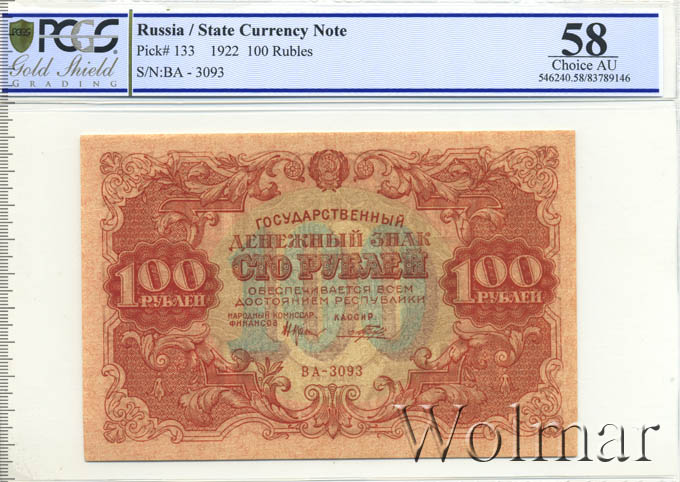 PCGS
Gold Shield
GRADING
Russia / State Currency Note
Pick# 133 1922 100 Rubles
S/N:BA - 3093
58
Choice AU
546240.58/83789146
ГОСУДАРСТВЕННЫЙ
ДЕНЕЖНЫЙ ЗНАК
СТО РУБЛЕЙ
100
РУБЛЕЙ
100
РУБЛЕЙ
100
ОБЕСПЕЧИВАЕТСЯ ВСЕМ
ДОСТОЯНИЕМ РЕСПУБЛИКИ
НАРОДНЫЙ КОМИССАР
ФИНАНСОВ
КАССИР.
ВА-3093
Wolmar